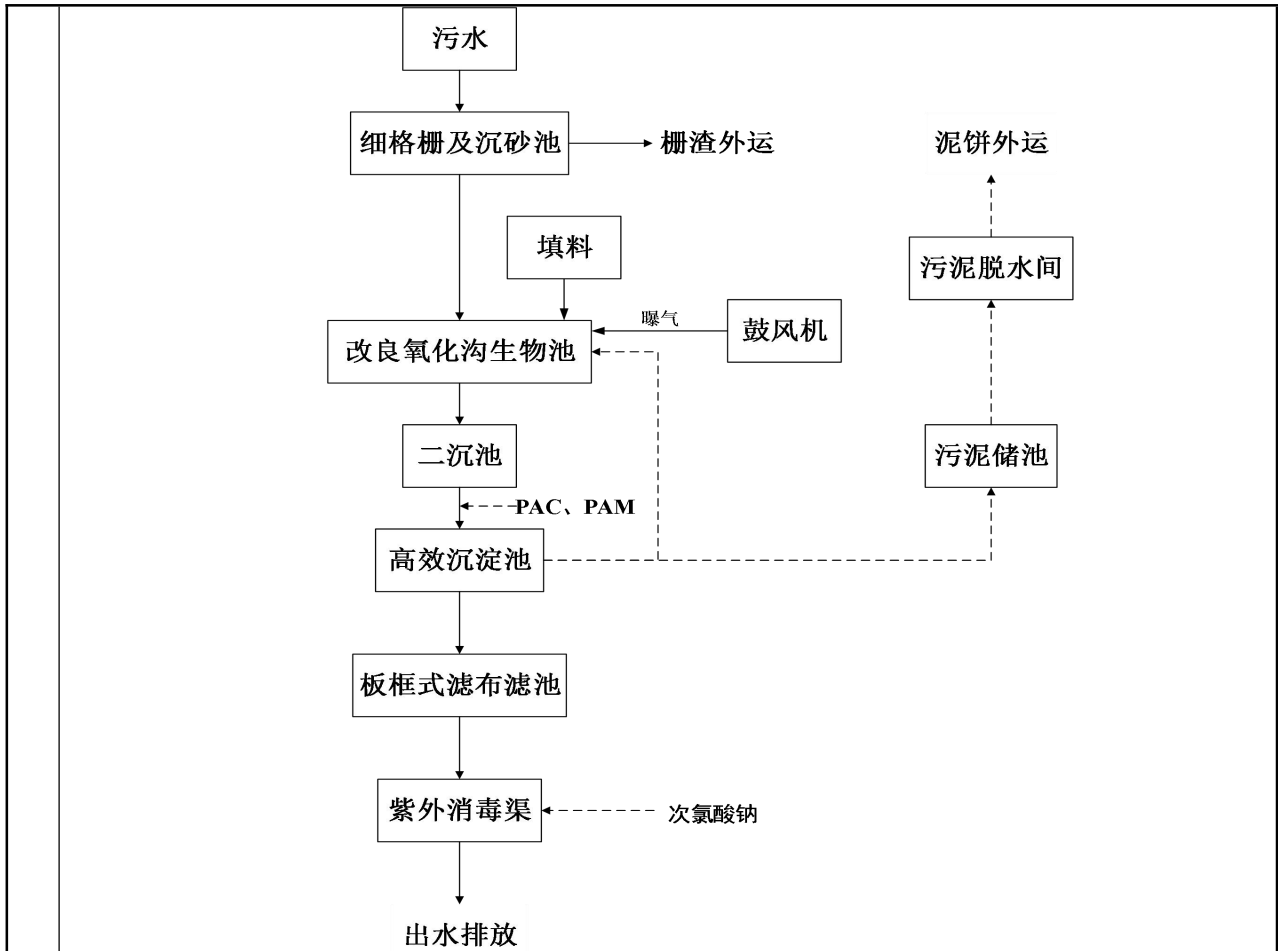 污水
细格栅及沉砂池
栅渣外运
泥饼外运
填料
污泥脱水间
曝气
鼓风机
改良氧化沟生物池
二沉池
污泥储池
PAC、PAM
高效沉淀池
板框式滤布滤池
紫外消毒渠
次氯酸钠
出水排放